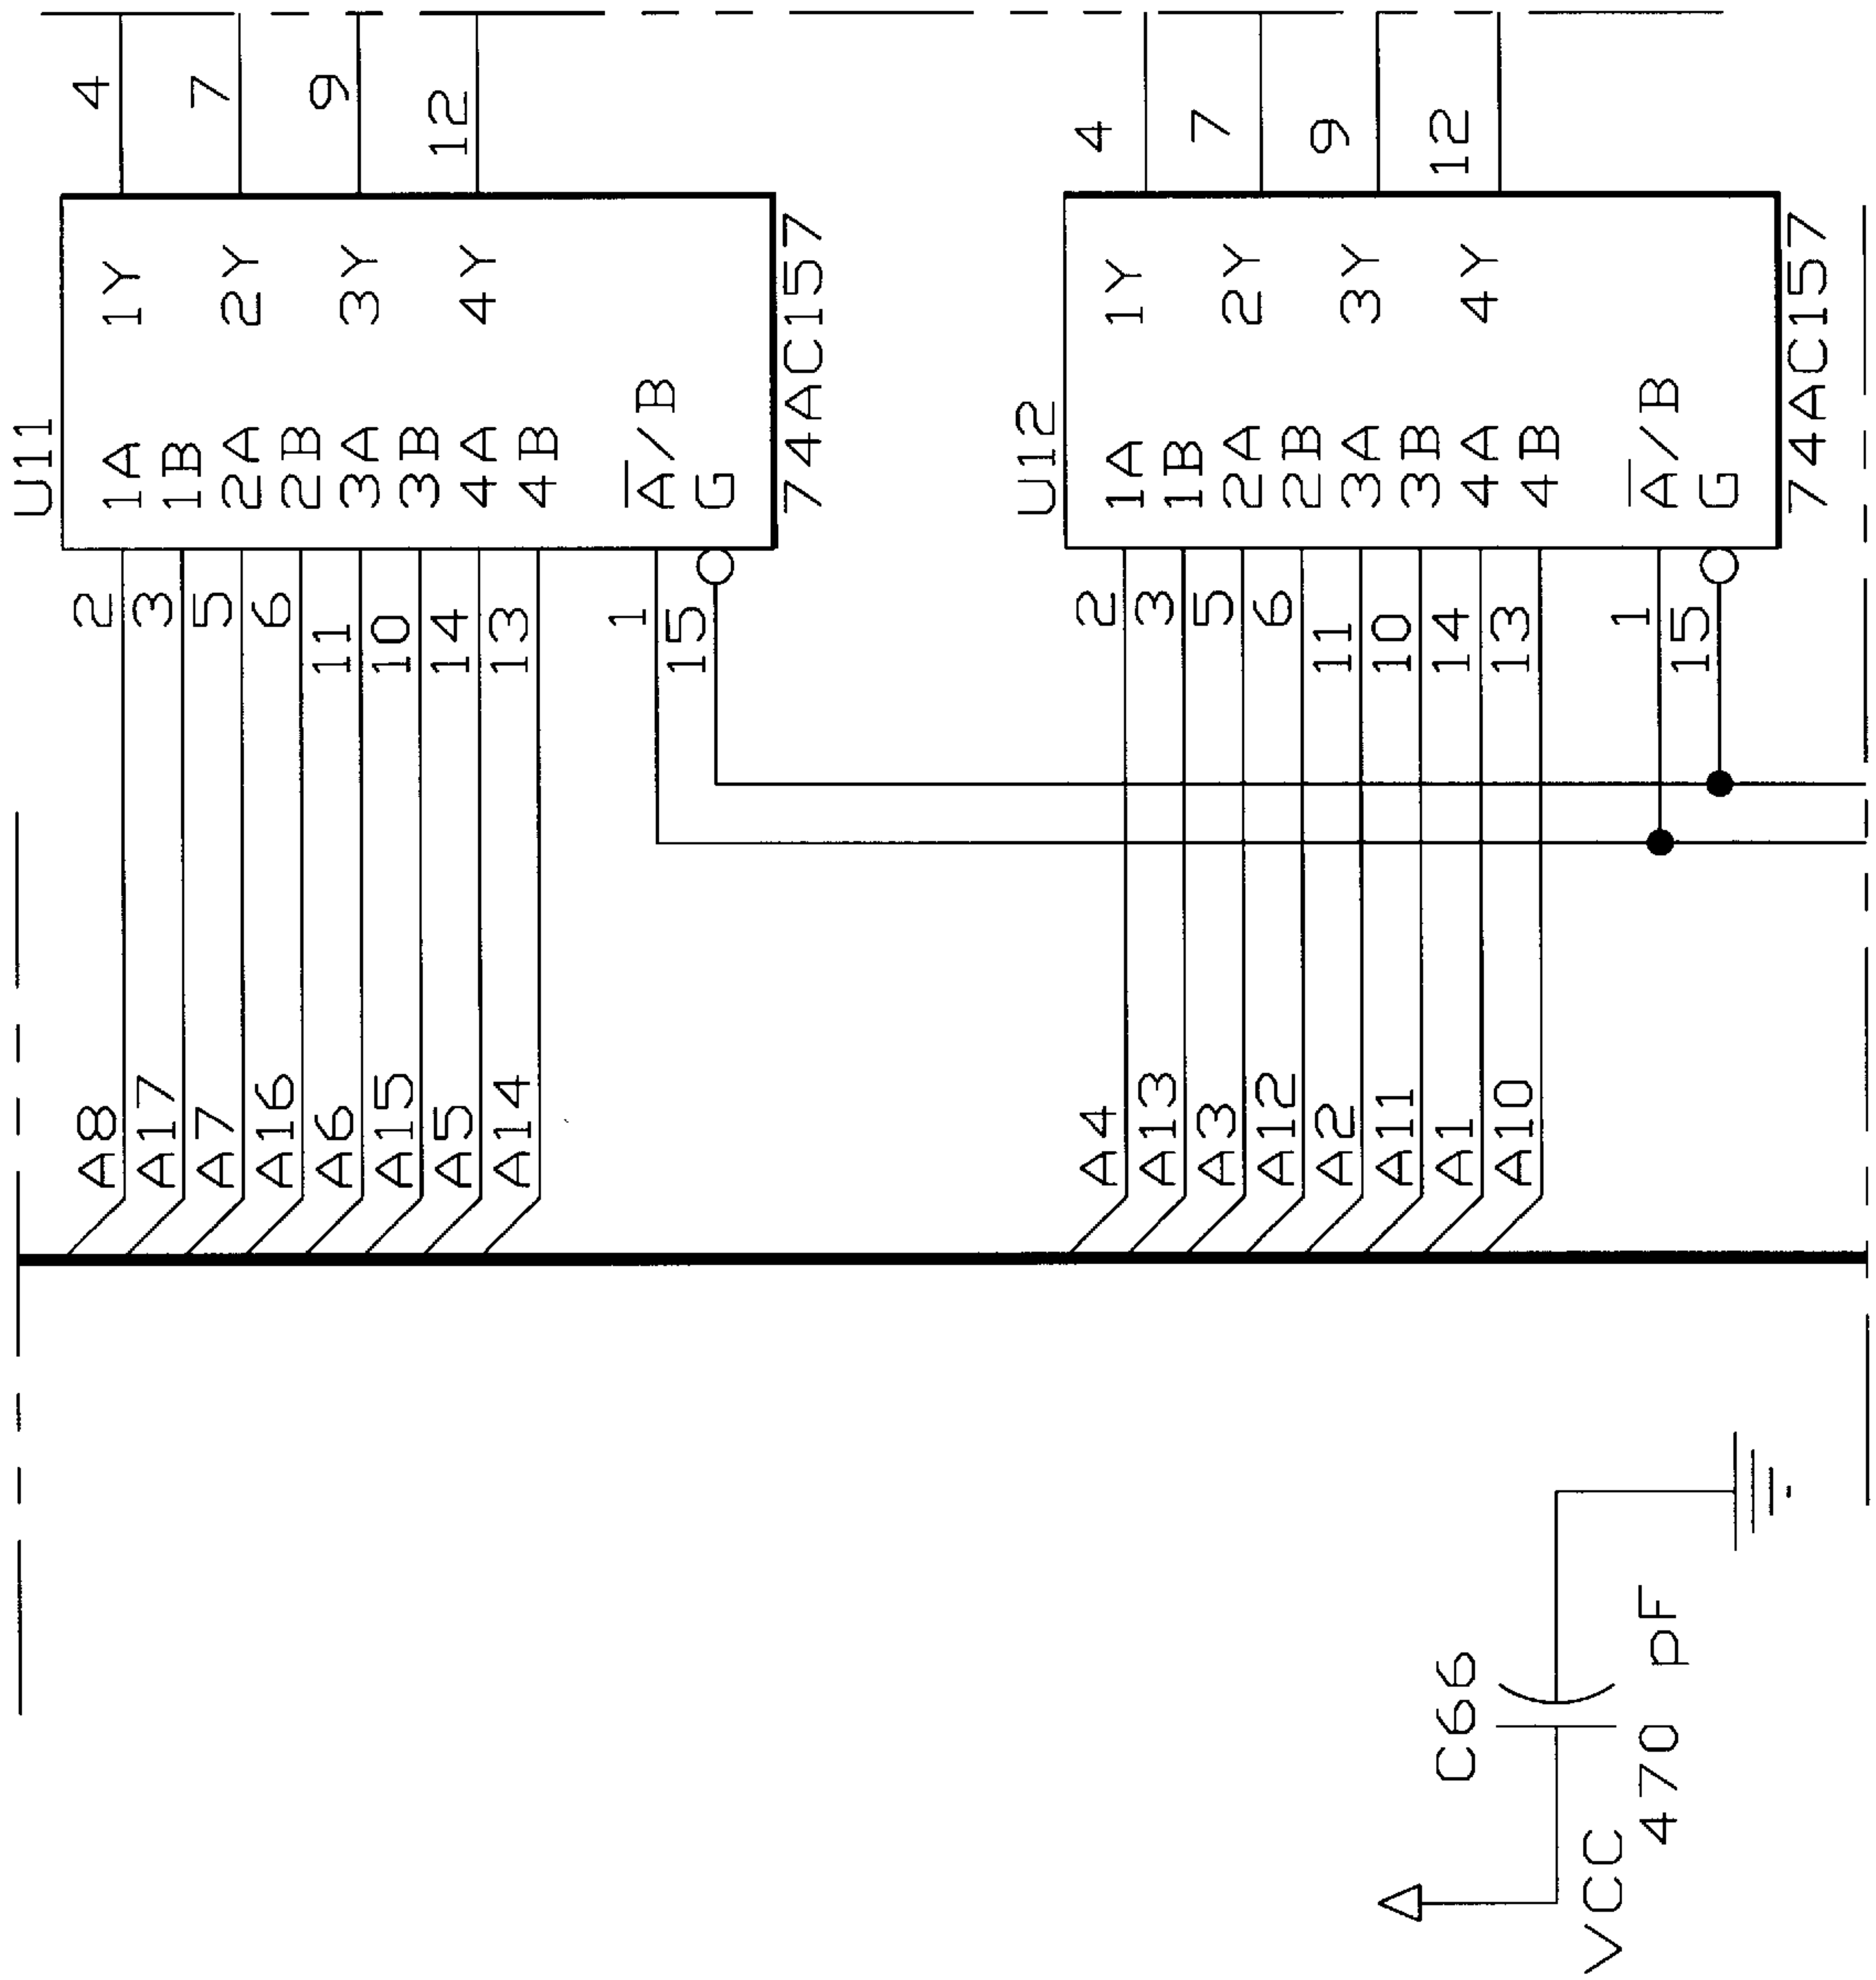 U11
A8 2 1A 1Y 4
A17 3 1B
A7 5 2A 2Y 7
A16 6 2B
A6 11 3A 3Y 9
A15 10 3B
A5 14 4A 4Y 12
A14 13 4B
1 A̅/B
15 G
74AC157
U12
A4 2 1A 1Y 4
A13 3 1B
A3 5 2A 2Y 7
A12 6 2B
A2 11 3A 3Y 9
A11 10 3B
A1 14 4A 4Y 12
A10 13 4B
1 A̅/B
15 G
74AC157
C66
VCC
470 pF